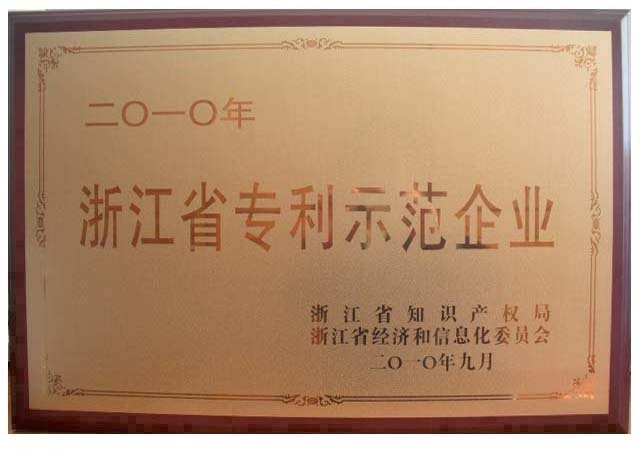 二〇一〇年
浙江省专利示范企业
浙江省知识产权局
浙江省经济和信息化委员会
二〇一〇年九月